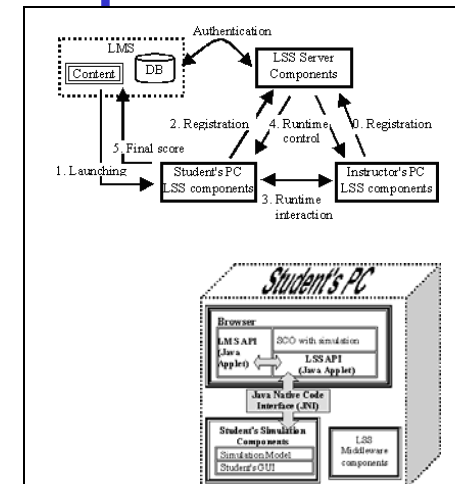 Authentication
LMS
Content
DB
LSS Server
Components
2. Registration
4. Runtime
control
0. Registration
5. Final score
1. Launching
Student's PC
LSS components
Instructor's PC
LSS components
3. Runtime
interaction
Student's PC
Browser
LMS API
(Java
Applet)
SCO with simulation
LSS API
(Java Applet)
Java Native Code
Interface (JNI)
Student's Simulation
Components
Simulation Model
Student's GUI
LSS
Middleware
components